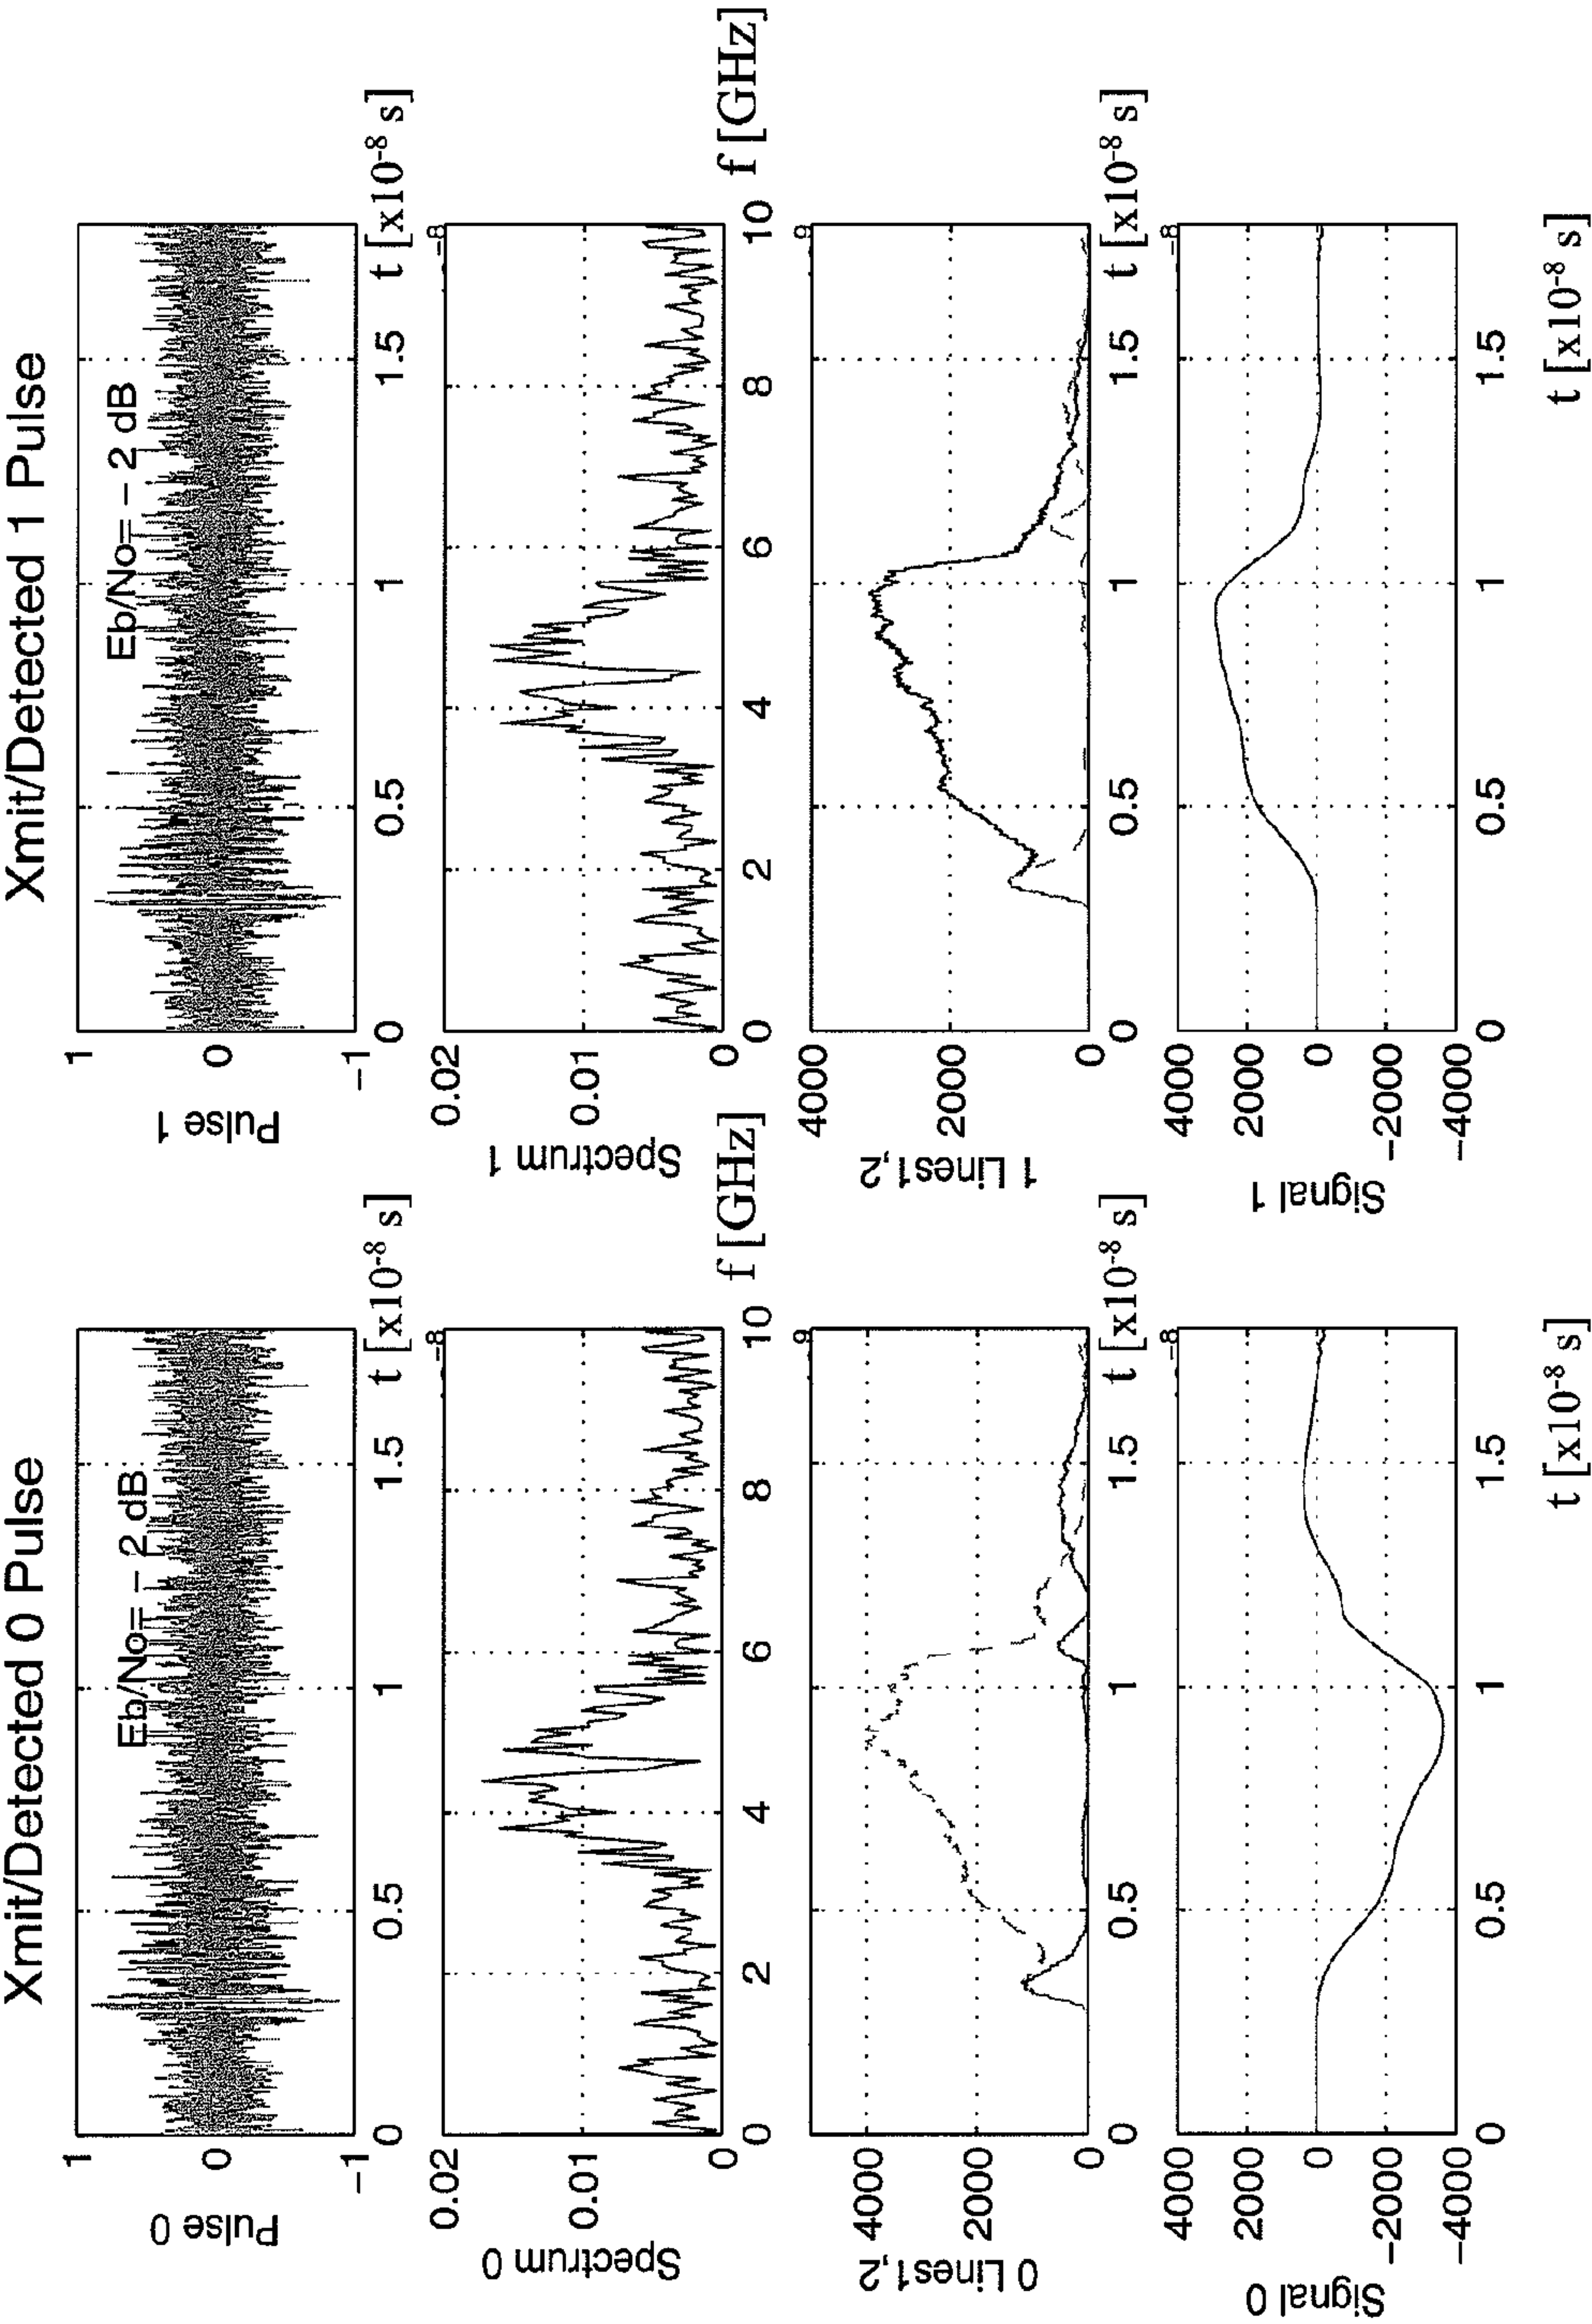 Xmit/Detected 0 Pulse
Eb/No= – 2 dB
Pulse 0
1
0
−1
0 0.5 1 1.5
t [x10-8 s]
Spectrum 0
0.02
0.01
0
−8
0 2 4 6 8 10
f [GHz]
0 Lines1,2
4000
2000
0
9
0 0.5 1 1.5
t [x10-8 s]
Signal 0
4000
2000
0
−2000
−4000
−8
0 0.5 1 1.5
t [x10-8 s]
Xmit/Detected 1 Pulse
Eb/No= – 2 dB
Pulse 1
1
0
−1
0 0.5 1 1.5
t [x10-8 s]
Spectrum 1
0.02
0.01
0
−8
0 2 4 6 8 10
f [GHz]
1 Lines1,2
4000
2000
0
9
0 0.5 1 1.5
t [x10-8 s]
Signal 1
4000
2000
0
−2000
−4000
−8
0 0.5 1 1.5
t [x10-8 s]